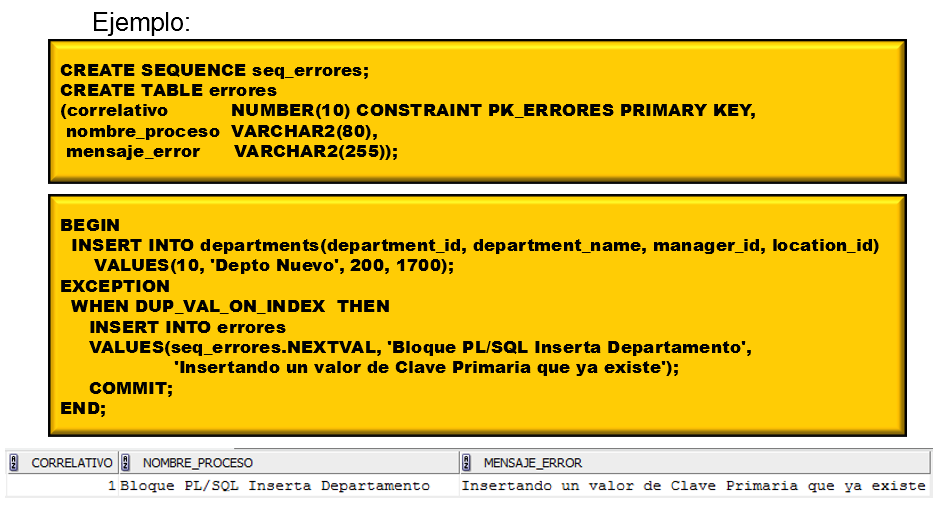 Ejemplo:
CREATE SEQUENCE seq_errores;
CREATE TABLE errores
(correlativo NUMBER(10) CONSTRAINT PK_ERRORES PRIMARY KEY,
nombre_proceso VARCHAR2(80),
mensaje_error VARCHAR2(255));
BEGIN
INSERT INTO departments(department_id, department_name, manager_id, location_id)
VALUES(10, 'Depto Nuevo', 200, 1700);
EXCEPTION
WHEN DUP_VAL_ON_INDEX THEN
INSERT INTO errores
VALUES(seq_errores.NEXTVAL, 'Bloque PL/SQL Inserta Departamento',
'Insertando un valor de Clave Primaria que ya existe');
COMMIT;
END;
CORRELATIVO NOMBRE_PROCESO MENSAJE_ERROR
1 Bloque PL/SQL Inserta Departamento Insertando un valor de Clave Primaria que ya existe